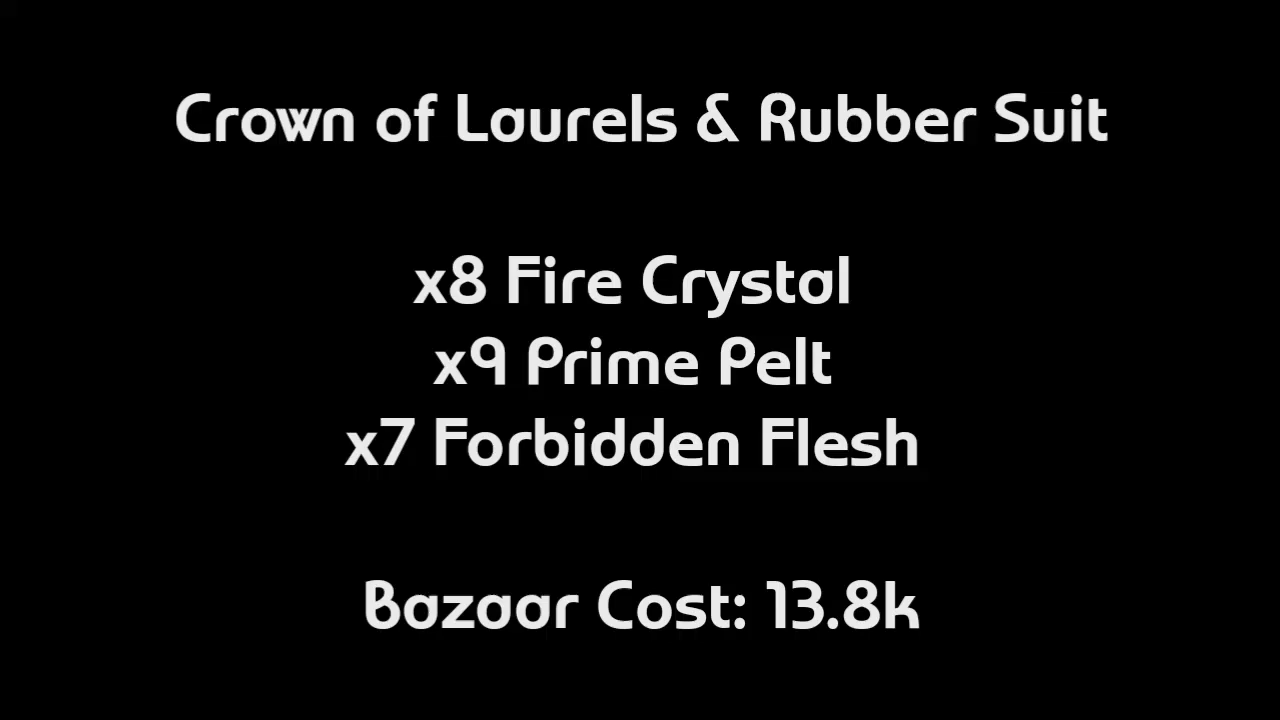 Crown of Laurels & Rubber Suit
x8 Fire Crystal
x9 Prime Pelt
x7 Forbidden Flesh
Bazaar Cost: 13.8k